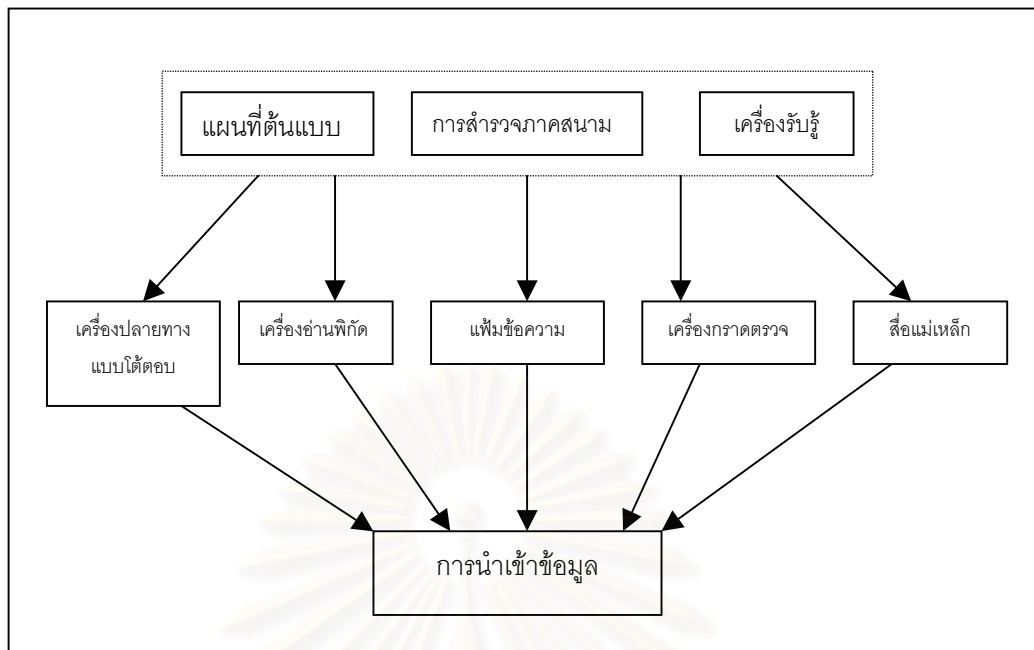 แผนที่ต้นแบบ
การสำรวจภาคสนาม
เครื่องรับรู้
เครื่องปลายทาง
แบบโต้ตอบ
เครื่องอ่านพิกัด
แฟ้มข้อความ
เครื่องกราดตรวจ
สื่อแม่เหล็ก
การนำเข้าข้อมูล